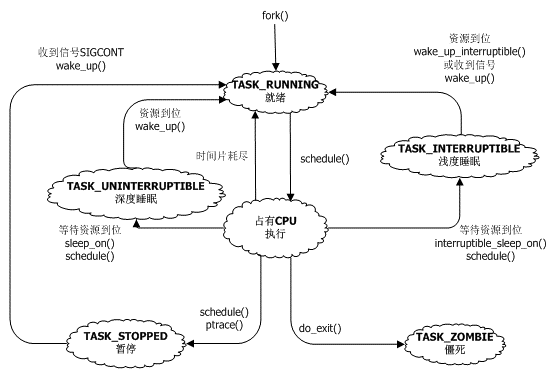 fork()
收到信号SIGCONT
wake_up()
资源到位
wake_up_interruptible()
或收到信号
wake_up()
TASK_RUNNING
就绪
资源到位
wake_up()
时间片耗尽
schedule()
TASK_INTERRUPTIBLE
浅度睡眠
TASK_UNINTERRUPTIBLE
深度睡眠
占有CPU
执行
等待资源到位
sleep_on()
schedule()
等待资源到位
interruptible_sleep_on()
schedule()
schedule()
ptrace()
do_exit()
TASK_STOPPED
暂停
TASK_ZOMBIE
僵死